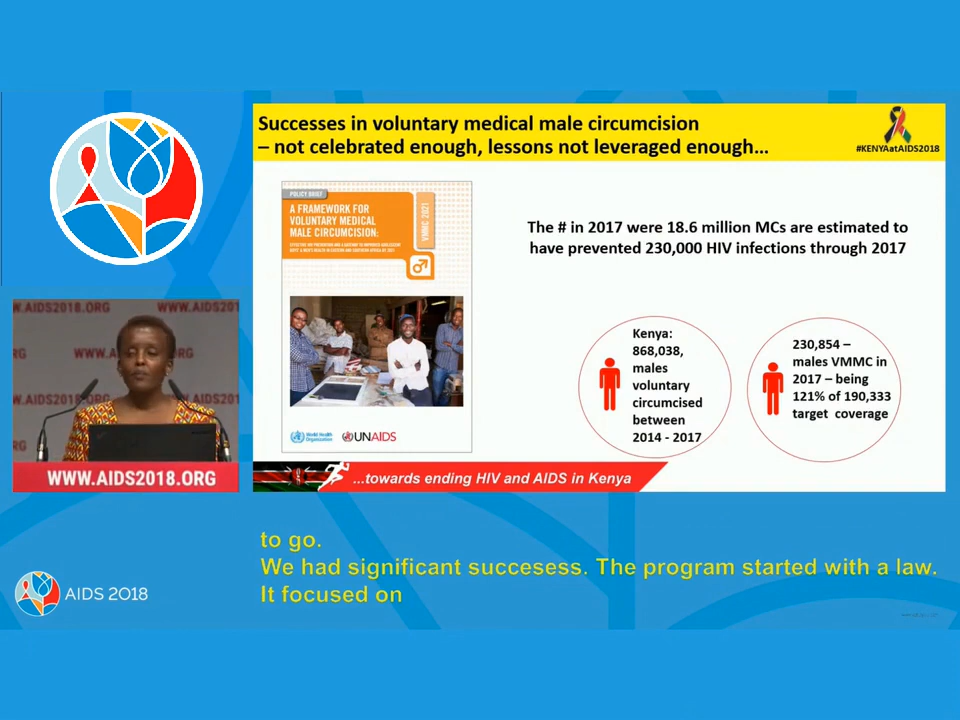 Successes in voluntary medical male circumcision
– not celebrated enough, lessons not leveraged enough…
#KENYAatAIDS2018
POLICY BRIEF
A FRAMEWORK FOR
VOLUNTARY MEDICAL
MALE CIRCUMCISION:
VMMC 2021
World Health
Organization
UNAIDS
The # in 2017 were 18.6 million MCs are estimated to
have prevented 230,000 HIV infections through 2017
Kenya:
868,038,
males
voluntary
circumcised
between
2014 - 2017
230,854 –
males VMMC in
2017 – being
121% of 190,333
target coverage
...towards ending HIV and AIDS in Kenya
W.AIDS2018.ORG
WWW.AIDS2018
WWW.AIDS2018.ORG
to go.
We had significant succesess. The program started with a law.
It focused on
AIDS 2018